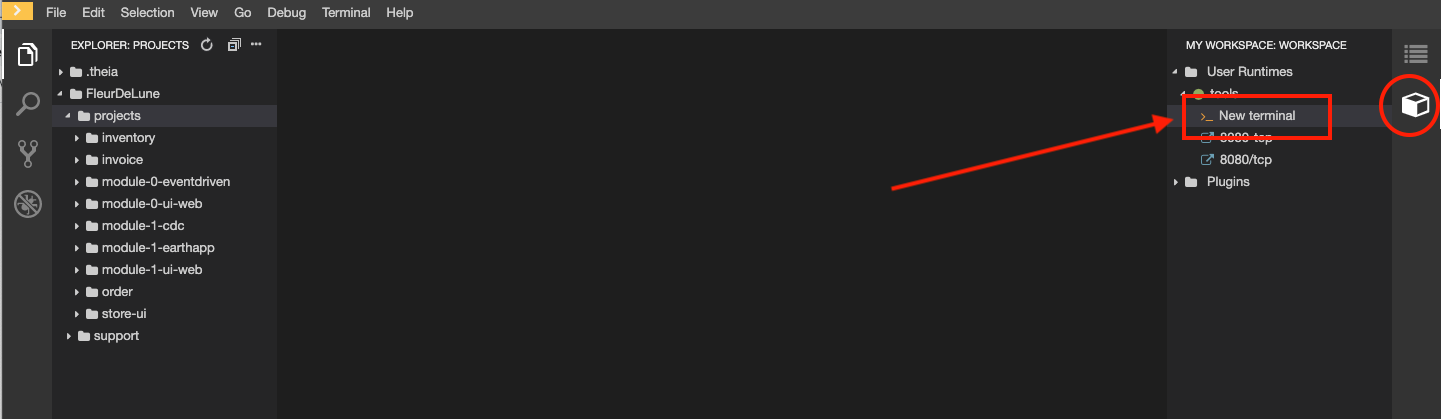 File Edit Selection View Go Debug Terminal Help
EXPLORER: PROJECTS
.theia
FleurDeLune
projects
inventory
invoice
module-0-eventdriven
module-0-ui-web
module-1-cdc
module-1-earthapp
module-1-ui-web
order
store-ui
support
MY WORKSPACE: WORKSPACE
User Runtimes
tools
New terminal
8080-tcp
8080/tcp
Plugins